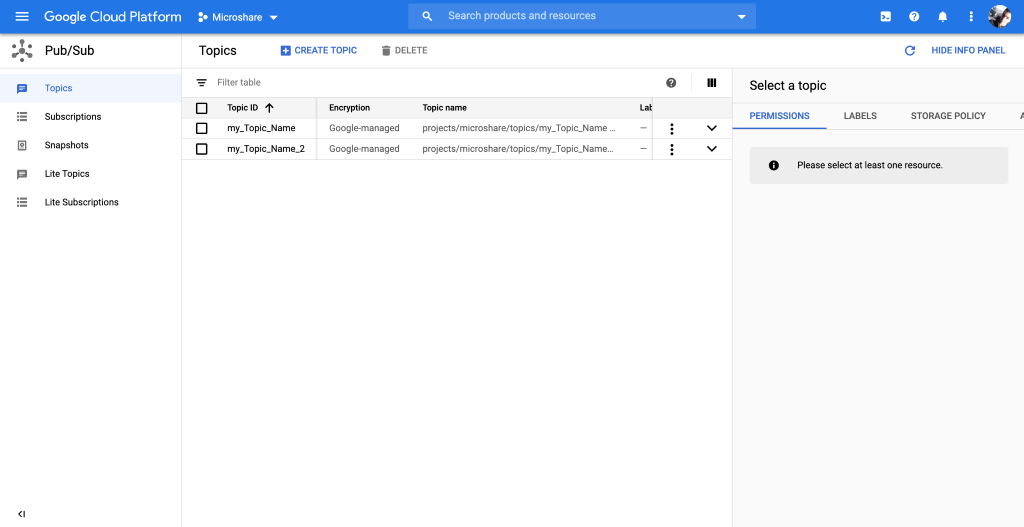 Google Cloud Platform Microshare Search products and resources
Pub/Sub
Topics CREATE TOPIC DELETE HIDE INFO PANEL
Topics
Subscriptions
Snapshots
Lite Topics
Lite Subscriptions
Filter table
Topic ID Encryption Topic name Lab
my_Topic_Name Google-managed projects/microshare/topics/my_Topic_Name ... —
my_Topic_Name_2 Google-managed projects/microshare/topics/my_Topic_Name... —
Select a topic
PERMISSIONS LABELS STORAGE POLICY A
Please select at least one resource.